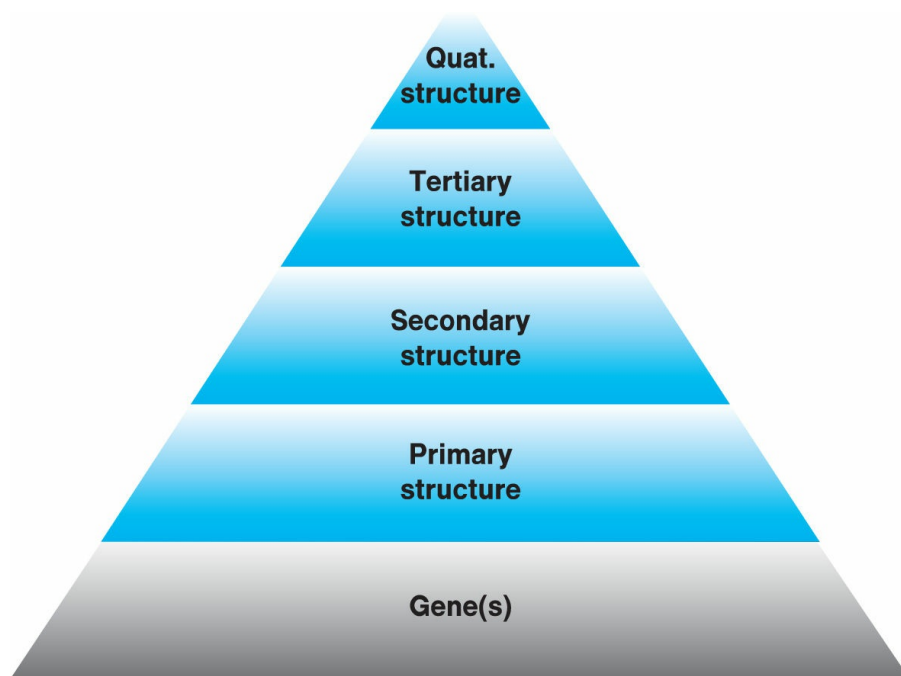 Quat.
structure
Tertiary
structure
Secondary
structure
Primary
structure
Gene(s)